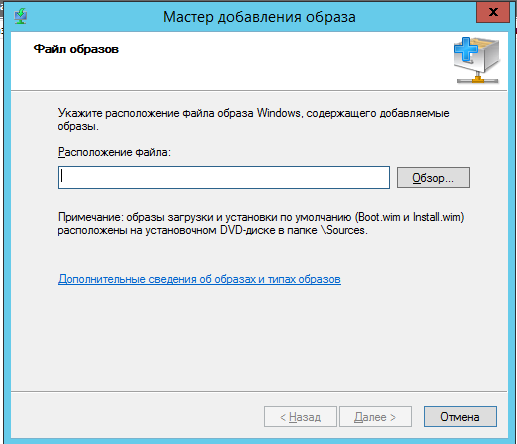 Мастер добавления образа
x
Файл образов
Укажите расположение файла образа Windows, содержащего добавляемые
образы.
Расположение файла:
Обзор...
Примечание: образы загрузки и установки по умолчанию (Boot.wim и Install.wim)
расположены на установочном DVD-диске в папке \Sources.
Дополнительные сведения об образах и типах образов
< Назад
Далее >
Отмена